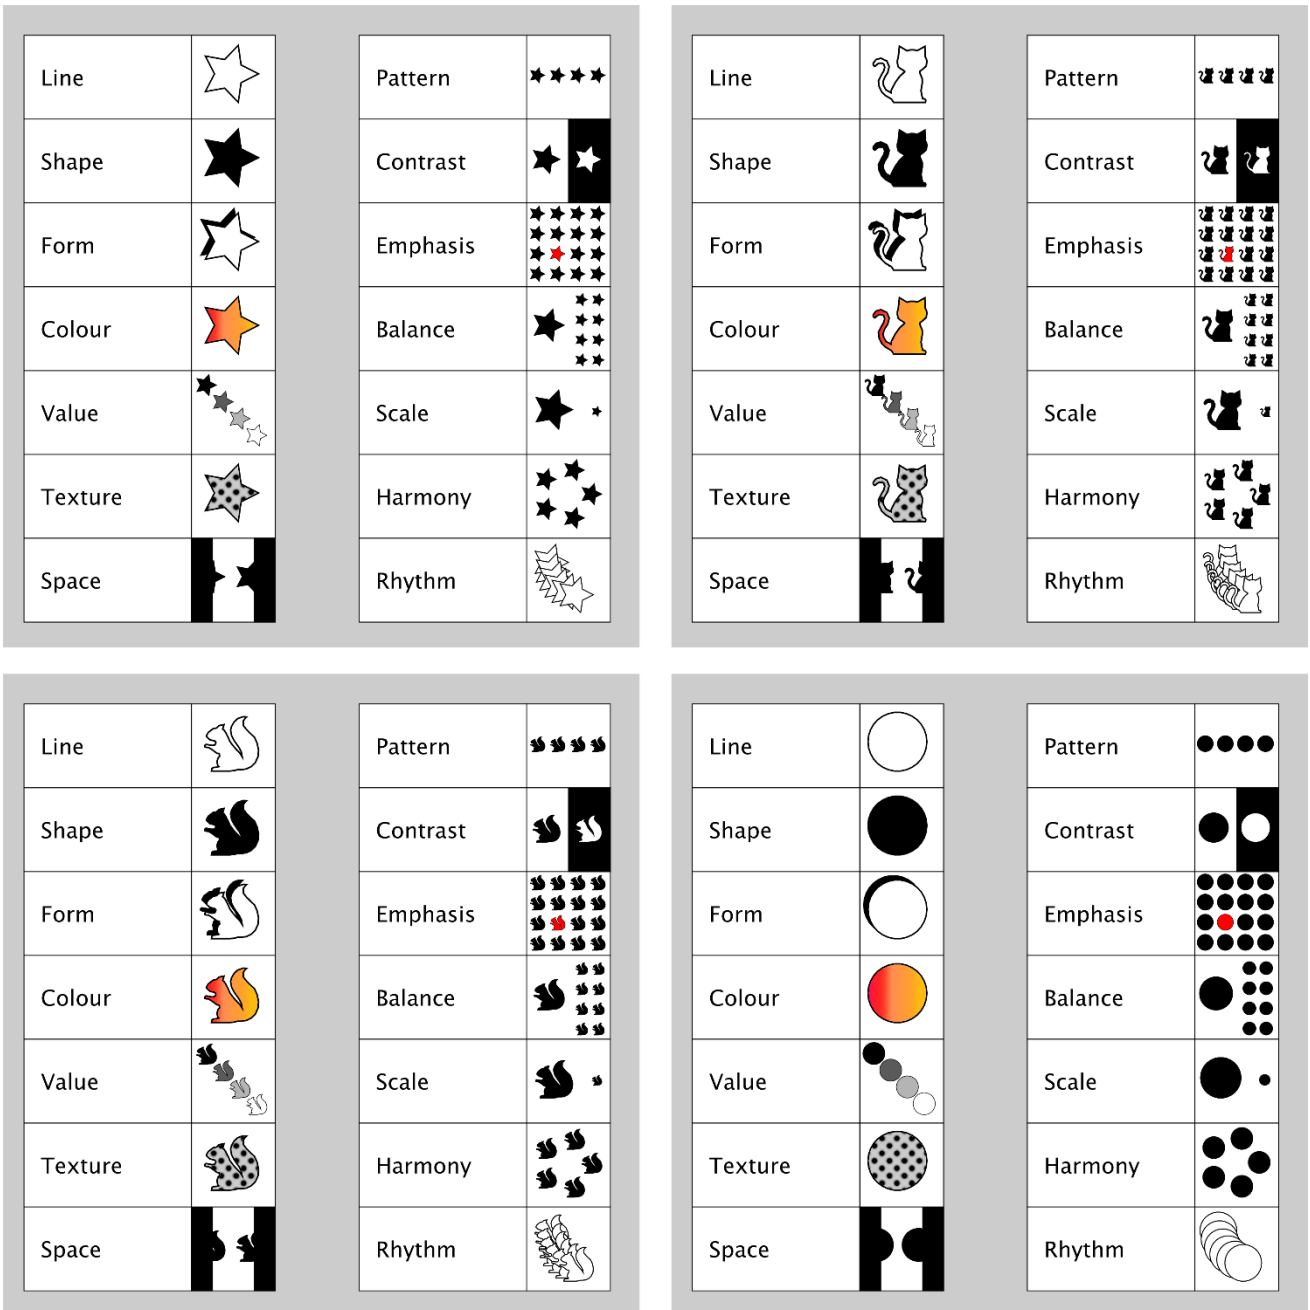 Line
Shape
Form
Colour
Value
Texture
Space
Pattern
Contrast
Emphasis
Balance
Scale
Harmony
Rhythm
Line
Shape
Form
Colour
Value
Texture
Space
Pattern
Contrast
Emphasis
Balance
Scale
Harmony
Rhythm
Line
Shape
Form
Colour
Value
Texture
Space
Pattern
Contrast
Emphasis
Balance
Scale
Harmony
Rhythm
Line
Shape
Form
Colour
Value
Texture
Space
Pattern
Contrast
Emphasis
Balance
Scale
Harmony
Rhythm